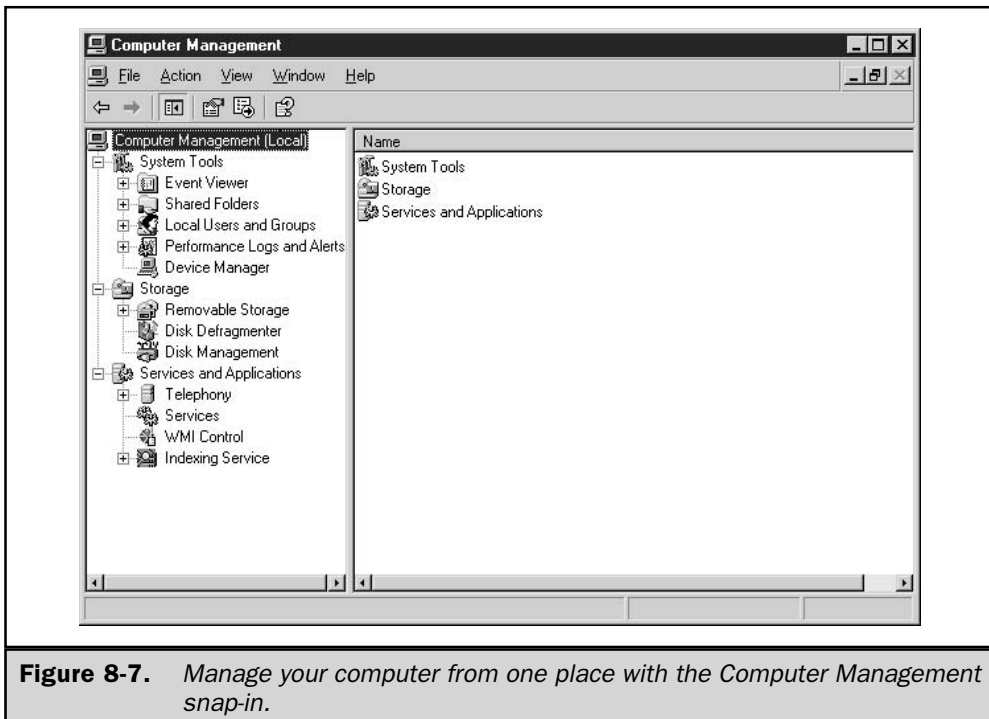 Computer Management
File Action View Window Help
Computer Management (Local)
System Tools
Event Viewer
Shared Folders
Local Users and Groups
Performance Logs and Alerts
Device Manager
Storage
Removable Storage
Disk Defragmenter
Disk Management
Services and Applications
Telephony
Services
WMI Control
Indexing Service
Name
System Tools
Storage
Services and Applications
Figure 8-7. Manage your computer from one place with the Computer Management
snap-in.